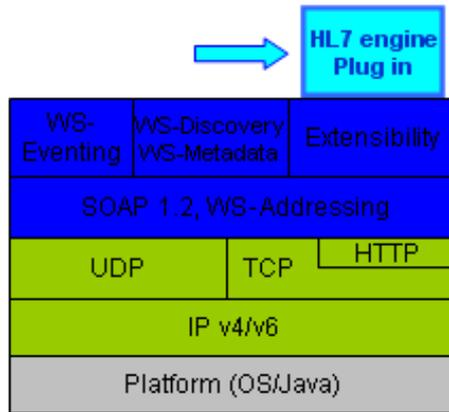 HL7 engine
Plug in
WS-
Eventing
WS-Discovery
WS-Metadata
Extensibility
SOAP 1.2, WS-Addressing
UDP
TCP
HTTP
IP v4/v6
Platform (OS/Java)